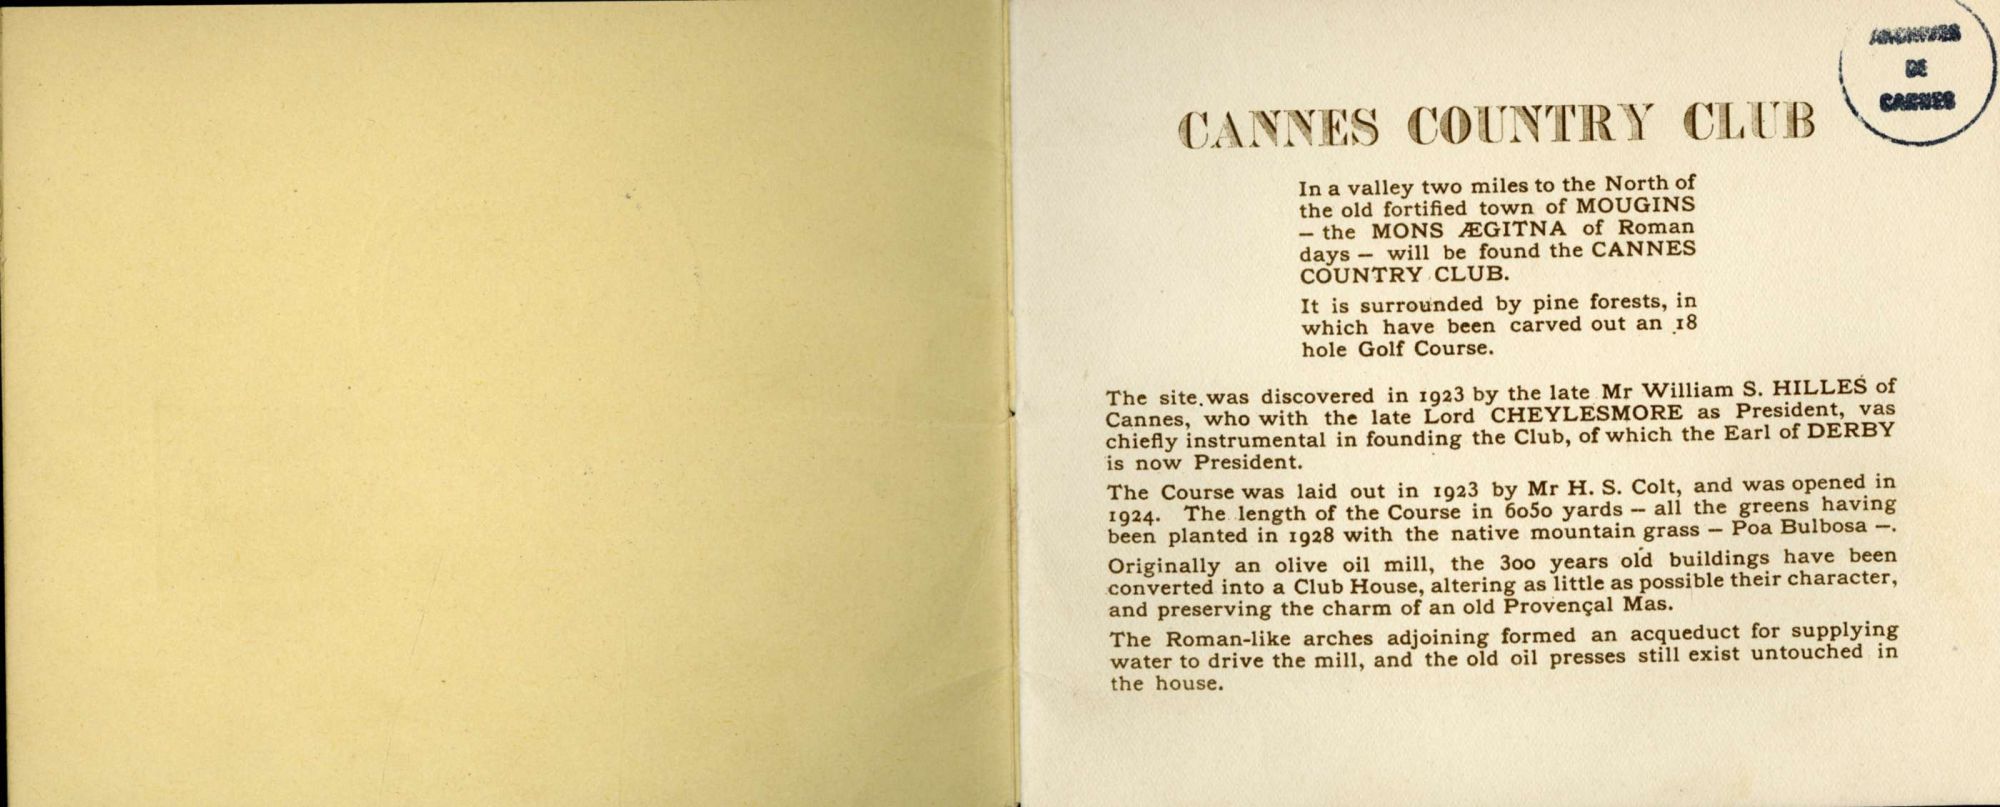 ARCHIVES
DE
CANNES
CANNES COUNTRY CLUB
In a valley two miles to the North of
the old fortified town of MOUGINS
— the MONS ÆGITNA of Roman
days — will be found the CANNES
COUNTRY CLUB.
It is surrounded by pine forests, in
which have been carved out an 18
hole Golf Course.
The site was discovered in 1923 by the late Mr William S. HILLES of
Cannes, who with the late Lord CHEYLESMORE as President, vas
chiefly instrumental in founding the Club, of which the Earl of DERBY
is now President.
The Course was laid out in 1923 by Mr H. S. Colt, and was opened in
1924. The length of the Course in 6050 yards — all the greens having
been planted in 1928 with the native mountain grass — Poa Bulbosa —.
Originally an olive oil mill, the 300 years old buildings have been
converted into a Club House, altering as little as possible their character,
and preserving the charm of an old Provençal Mas.
The Roman-like arches adjoining formed an acqueduct for supplying
water to drive the mill, and the old oil presses still exist untouched in
the house.